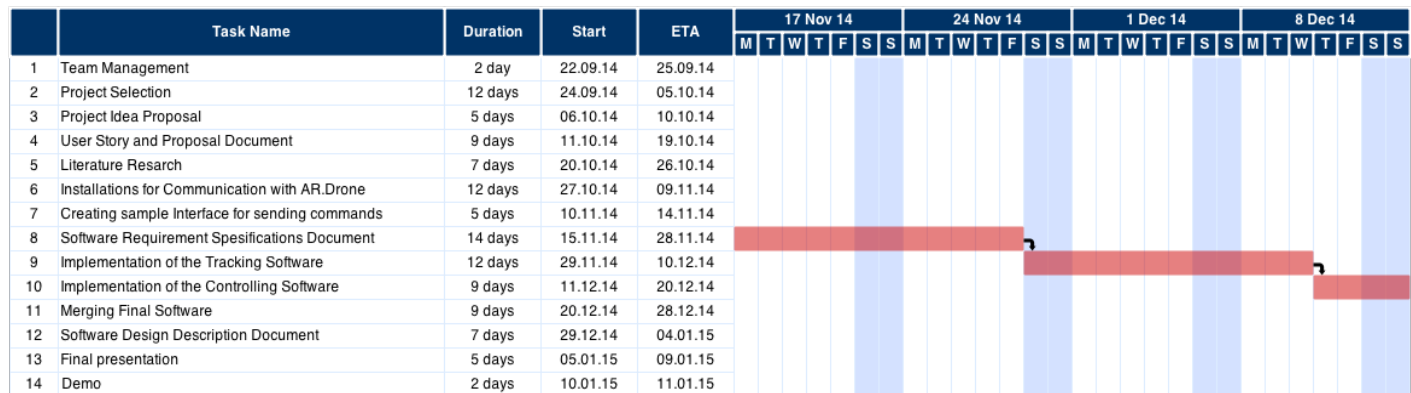 Task Name Duration Start ETA 17 Nov 14 24 Nov 14 1 Dec 14 8 Dec 14
M T W T F S S M T W T F S S M T W T F S S M T W T F S S
1 Team Management 2 day 22.09.14 25.09.14
2 Project Selection 12 days 24.09.14 05.10.14
3 Project Idea Proposal 5 days 06.10.14 10.10.14
4 User Story and Proposal Document 9 days 11.10.14 19.10.14
5 Literature Resarch 7 days 20.10.14 26.10.14
6 Installations for Communication with AR.Drone 12 days 27.10.14 09.11.14
7 Creating sample Interface for sending commands 5 days 10.11.14 14.11.14
8 Software Requirement Spesifications Document 14 days 15.11.14 28.11.14
9 Implementation of the Tracking Software 12 days 29.11.14 10.12.14
10 Implementation of the Controlling Software 9 days 11.12.14 20.12.14
11 Merging Final Software 9 days 20.12.14 28.12.14
12 Software Design Description Document 7 days 29.12.14 04.01.15
13 Final presentation 5 days 05.01.15 09.01.15
14 Demo 2 days 10.01.15 11.01.15